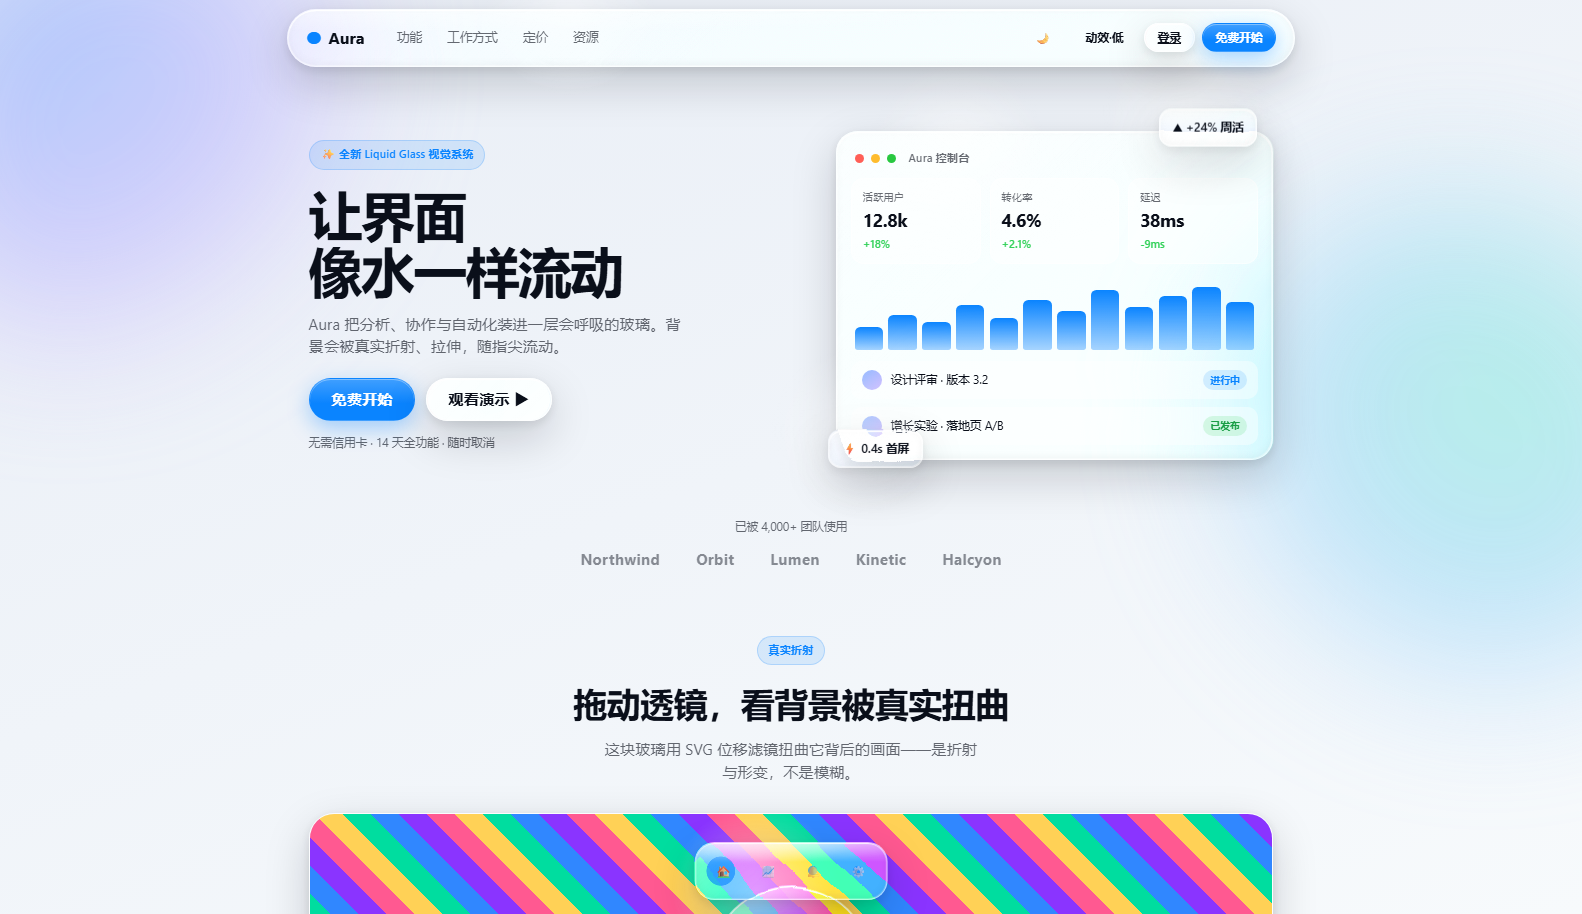 Aura
功能
工作方式
定价
资源
动效·低
登录
免费开始
全新 Liquid Glass 视觉系统
让界面
像水一样流动
Aura 把分析、协作与自动化装进一层会呼吸的玻璃。背
景会被真实折射、拉伸，随指尖流动。
免费开始
观看演示 ▶
无需信用卡 · 14 天全功能 · 随时取消
▲ +24% 周活
Aura 控制台
活跃用户
12.8k
+18%
转化率
4.6%
+2.1%
延迟
38ms
-9ms
设计评审 · 版本 3.2
进行中
增长实验 · 落地页 A/B
已发布
0.4s 首屏
已被 4,000+ 团队使用
Northwind
Orbit
Lumen
Kinetic
Halcyon
真实折射
拖动透镜，看背景被真实扭曲
这块玻璃用 SVG 位移滤镜扭曲它背后的画面——是折射
与形变，不是模糊。